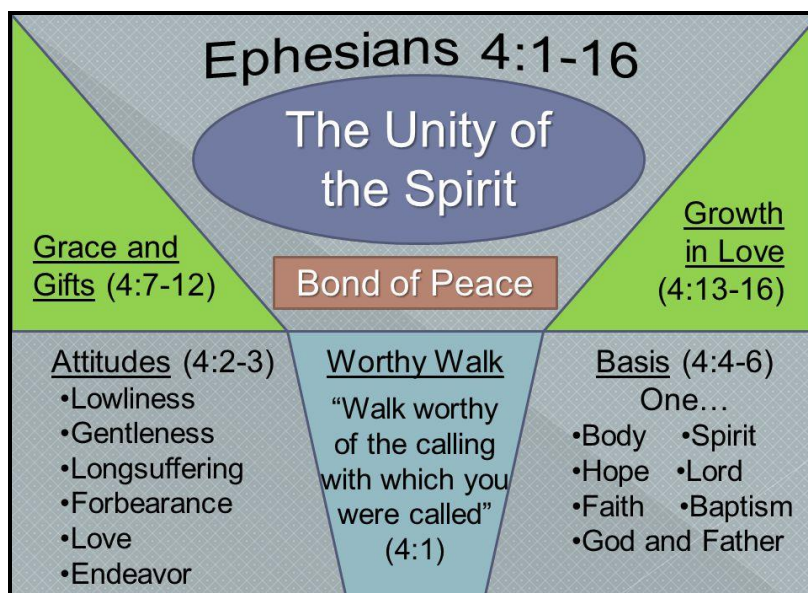 Ephesians 4:1-16
The Unity of
the Spirit
Grace and
Gifts (4:7-12)
Bond of Peace
Growth
in Love
(4:13-16)
Attitudes (4:2-3)
•Lowliness
•Gentleness
•Longsuffering
•Forbearance
•Love
•Endeavor
Worthy Walk
“Walk worthy
of the calling
with which you
were called”
(4:1)
Basis (4:4-6)
One…
•Body •Spirit
•Hope •Lord
•Faith •Baptism
•God and Father